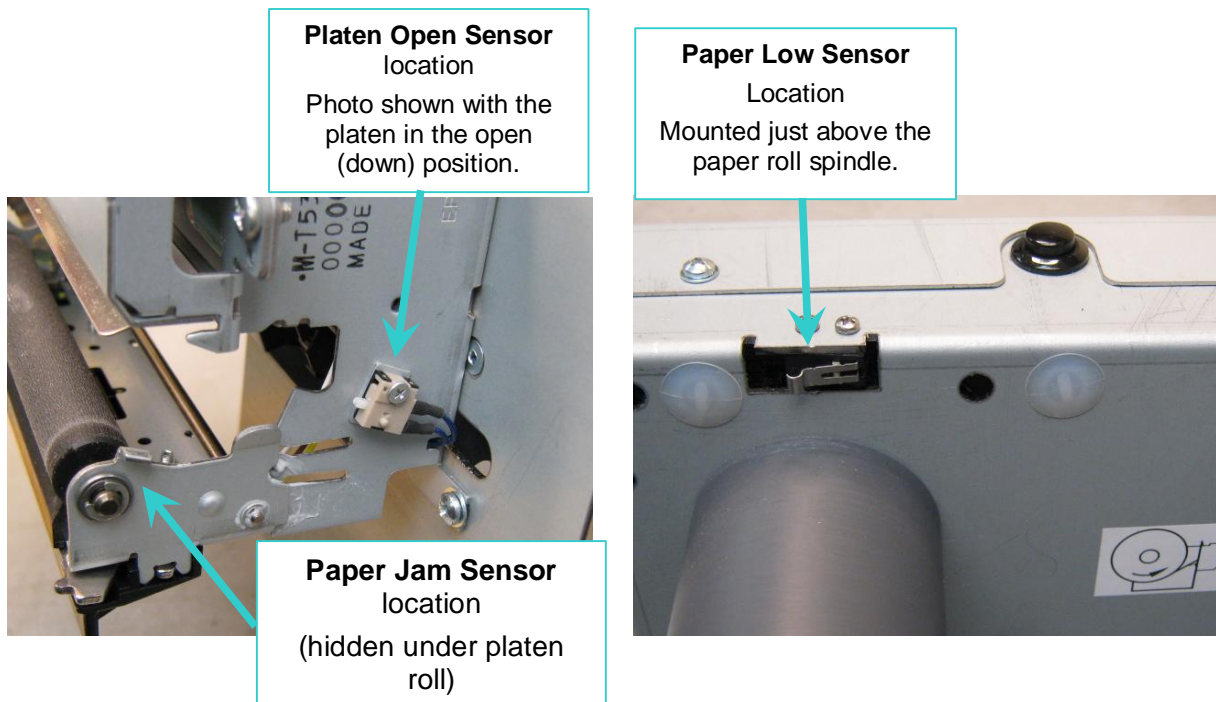 Platen Open Sensor
location
Photo shown with the
platen in the open
(down) position.
Paper Low Sensor
Location
Mounted just above the
paper roll spindle.
MADE
Paper Jam Sensor
location
(hidden under platen
roll)